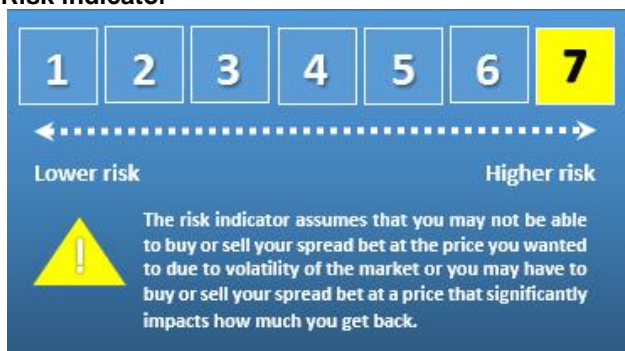 Risk Indicator
1 2 3 4 5 6 7
Lower risk Higher risk
!
The risk indicator assumes that you may not be able
to buy or sell your spread bet at the price you wanted
to due to volatility of the market or you may have to
buy or sell your spread bet at a price that significantly
impacts how much you get back.